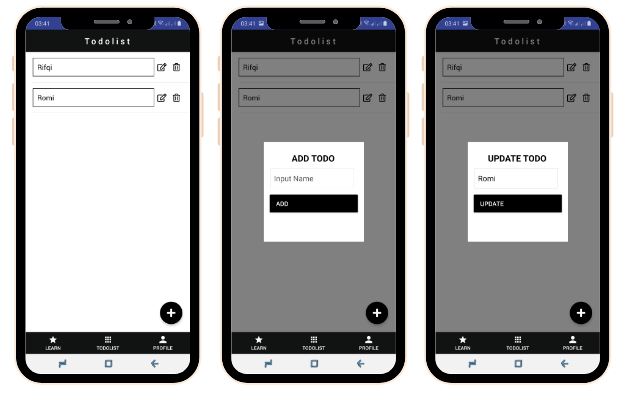 03:41
Todolist
Rifqi
Romi
LEARN TODOLIST PROFILE
03:41
Todolist
Rifqi
Romi
ADD TODO
Input Name
ADD
LEARN TODOLIST PROFILE
03:41
Todolist
Rifqi
Romi
UPDATE TODO
Romi
UPDATE
LEARN TODOLIST PROFILE